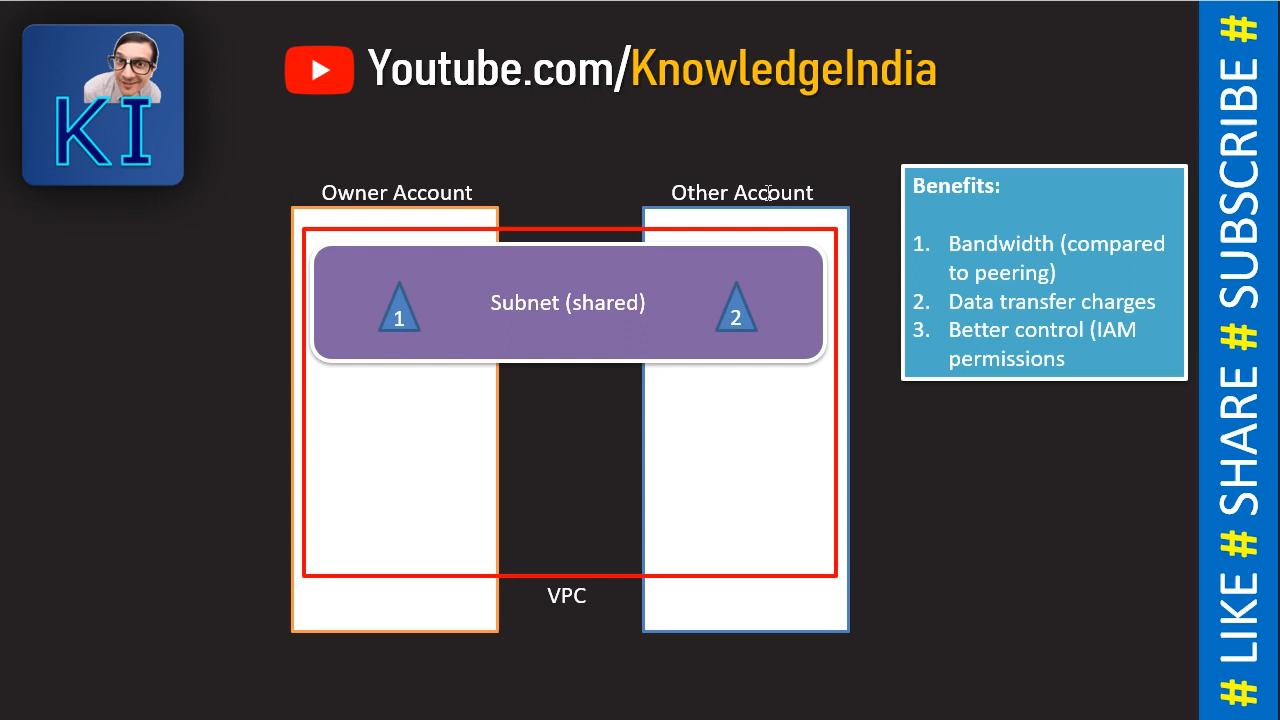 KI
Youtube.com/KnowledgeIndia
Owner Account
Other Account
1
Subnet (shared)
2
VPC
Benefits:
1. Bandwidth (compared
to peering)
2. Data transfer charges
3. Better control (IAM
permissions
# LIKE # SHARE # SUBSCRIBE #